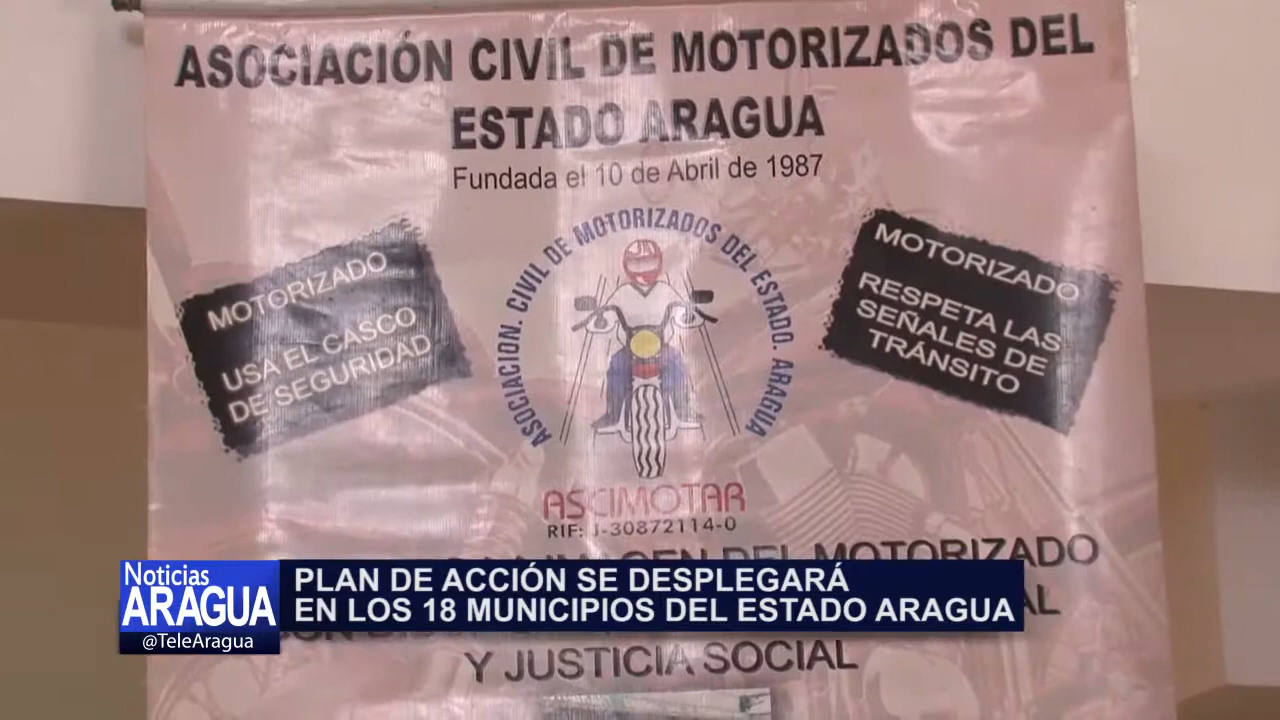 ASOCIACIÓN CIVIL DE MOTORIZADOS DEL
ESTADO ARAGUA
Fundada el 10 de Abril de 1987
MOTORIZADO
USA EL CASCO
DE SEGURIDAD
ASOCIACION. CIVIL DE MOTORIZADOS DEL ESTADO. ARAGUA
MOTORIZADO
RESPETA LAS
SEÑALES DE
TRÁNSITO
ASCIMOTAR
RIF: J-30872114-0
DEL MOTORIZADO
Y JUSTICIA SOCIAL
Noticias
ARAGUA
@TeleAragua
PLAN DE ACCIÓN SE DESPLEGARÁ
EN LOS 18 MUNICIPIOS DEL ESTADO ARAGUA